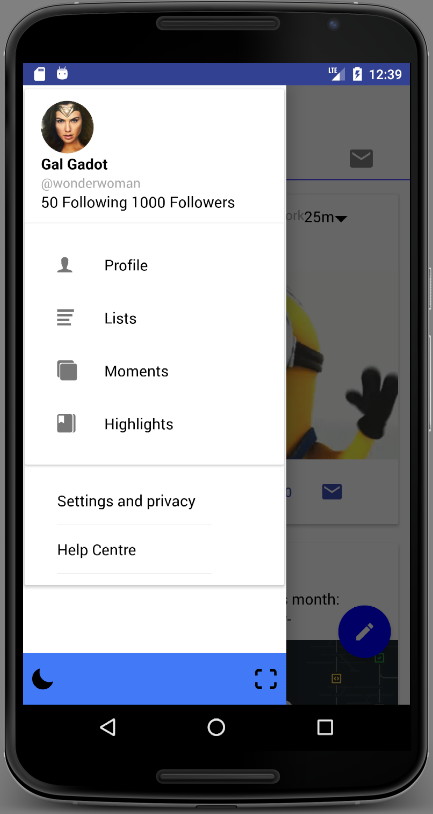 LTE 12:39
Gal Gadot
@wonderwoman
50 Following 1000 Followers
ork 25m
Profile
Lists
Moments
Highlights
0
Settings and privacy
Help Centre
s month: